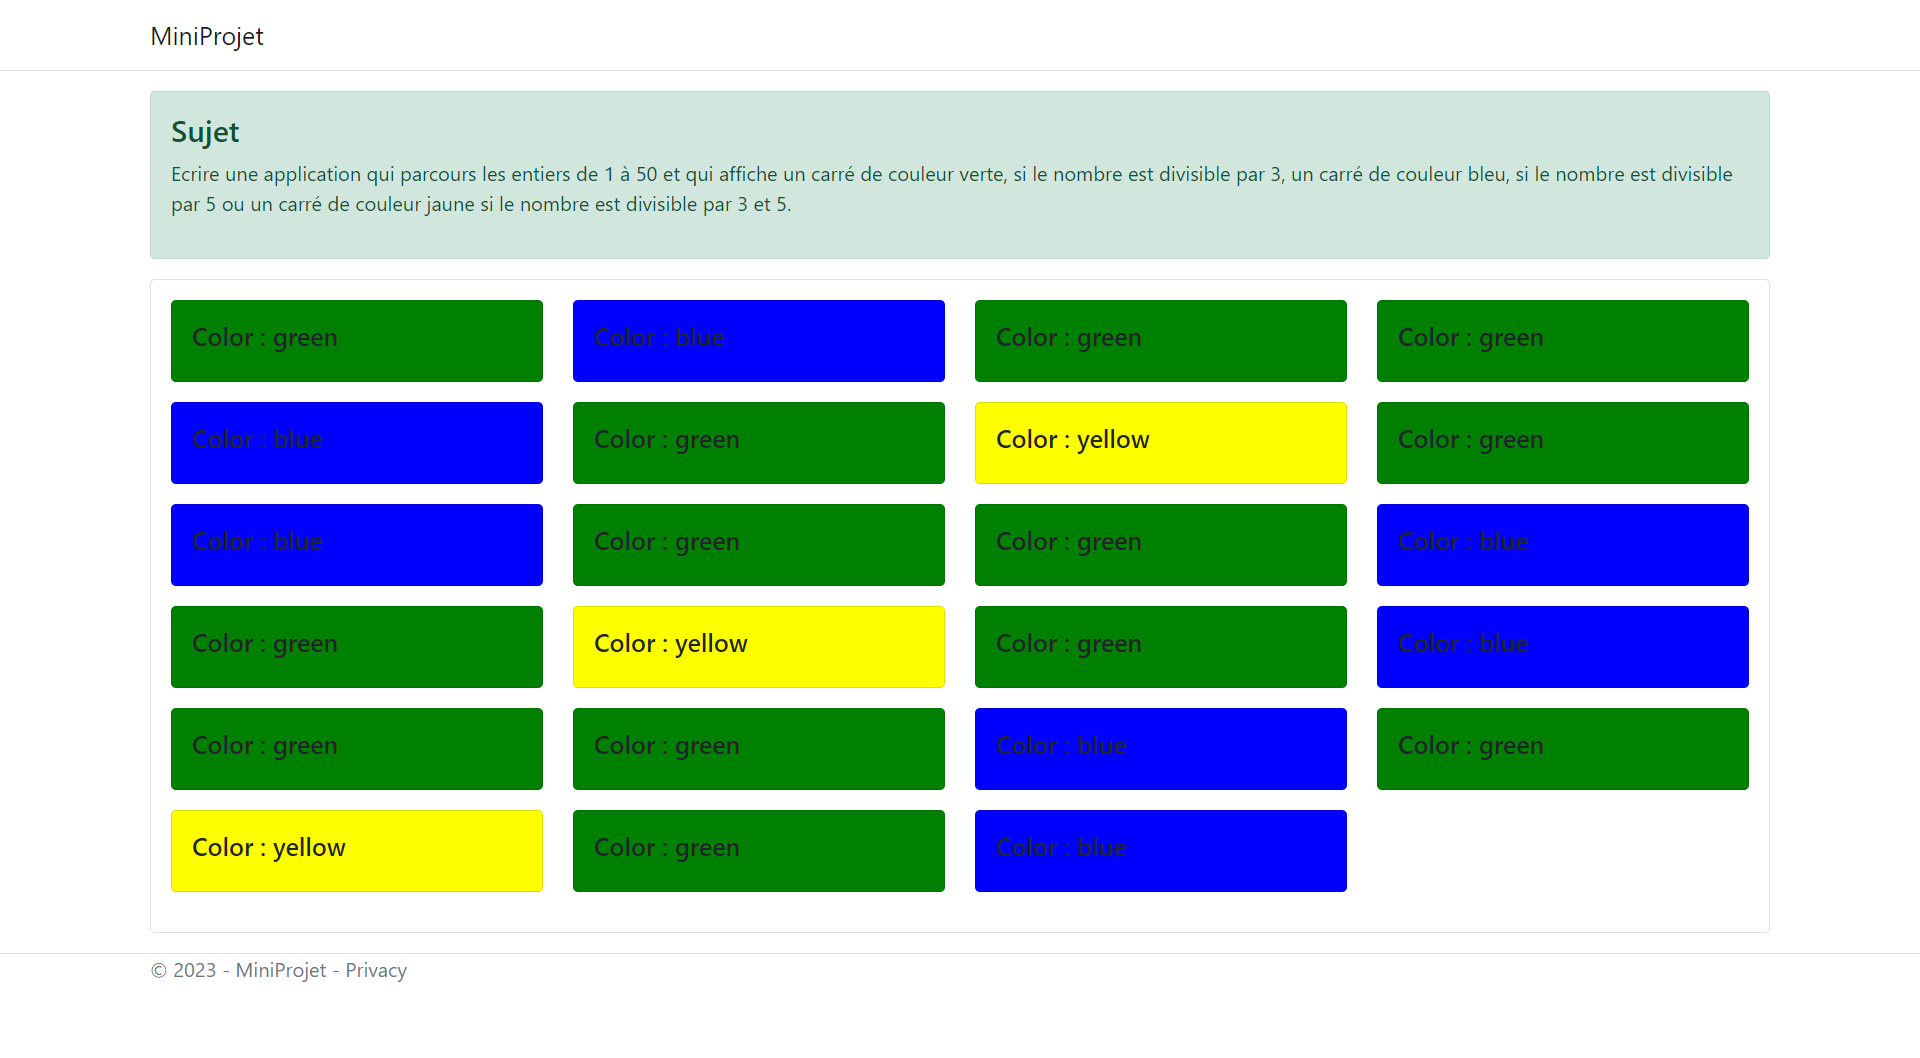 MiniProjet
Sujet
Ecrire une application qui parcours les entiers de 1 à 50 et qui affiche un carré de couleur verte, si le nombre est divisible par 3, un carré de couleur bleu, si le nombre est divisible
par 5 ou un carré de couleur jaune si le nombre est divisible par 3 et 5.
Color : green
Color : blue
Color : green
Color : green
Color : blue
Color : green
Color : yellow
Color : green
Color : blue
Color : green
Color : green
Color : blue
Color : green
Color : yellow
Color : green
Color : blue
Color : green
Color : green
Color : blue
Color : green
Color : yellow
Color : green
Color : blue
© 2023 - MiniProjet - Privacy